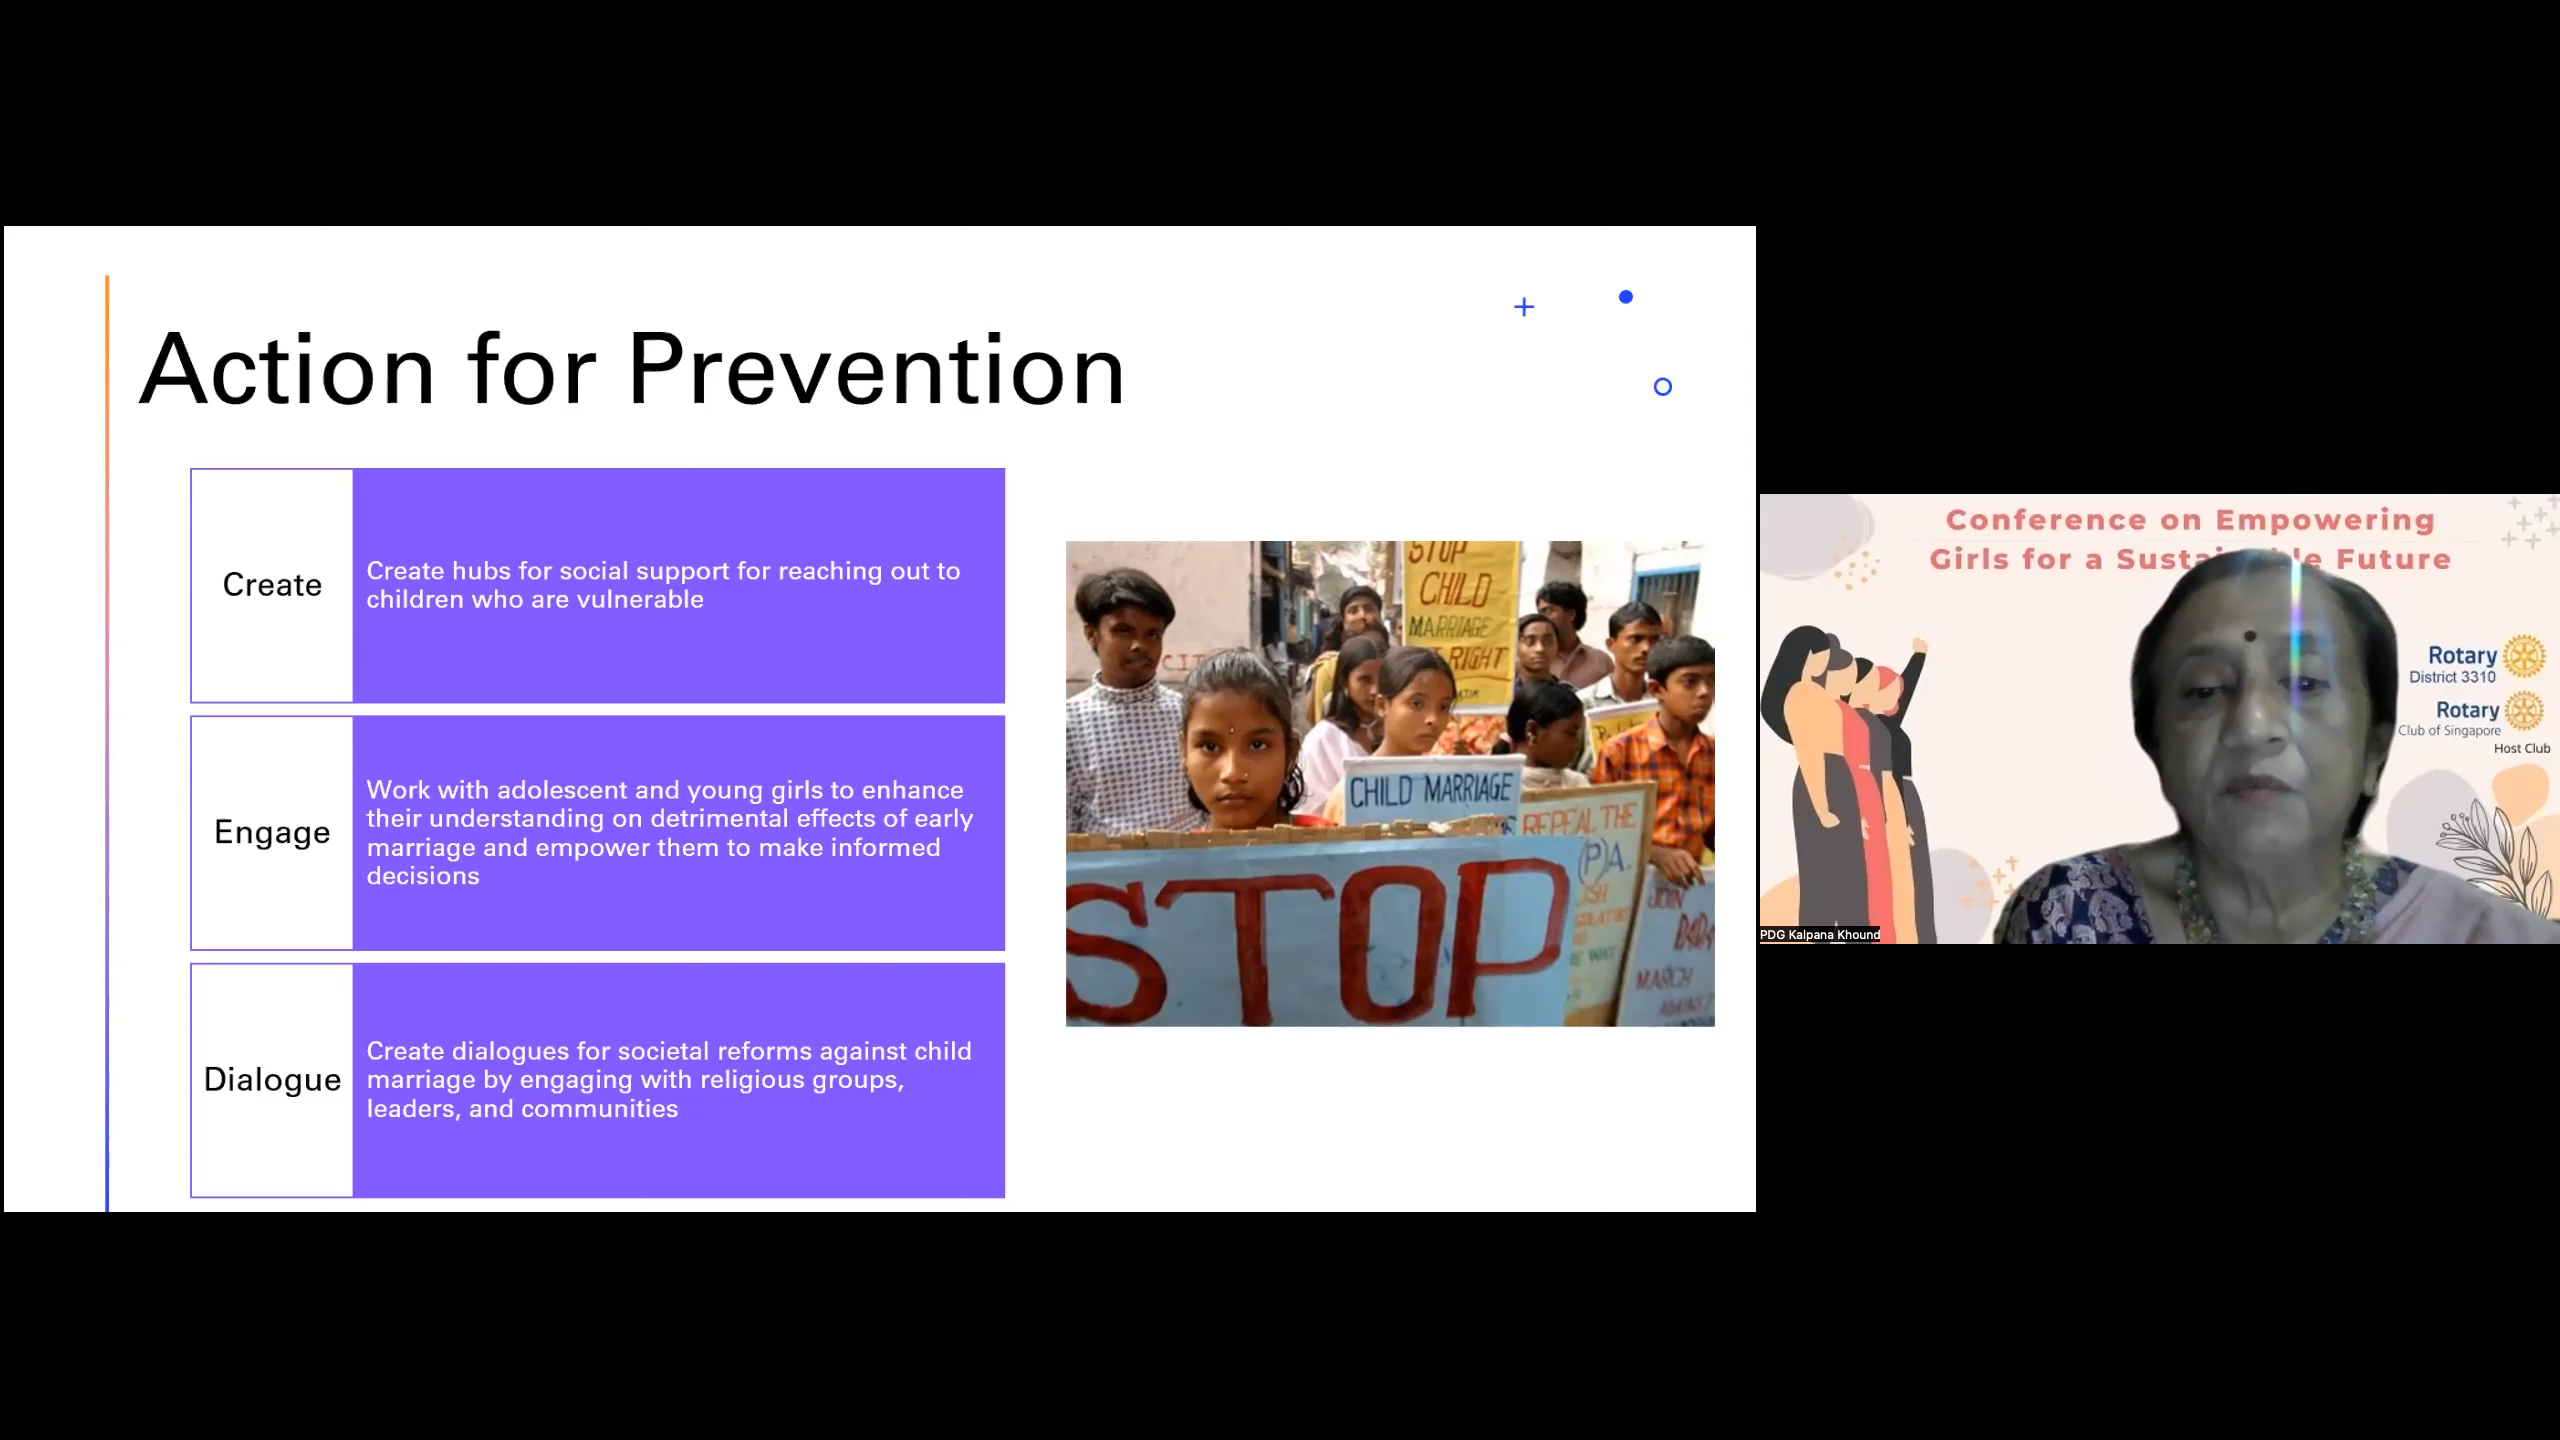 Action for Prevention
Create
Create hubs for social support for reaching out to
children who are vulnerable
Engage
Work with adolescent and young girls to enhance
their understanding on detrimental effects of early
marriage and empower them to make informed
decisions
Dialogue
Create dialogues for societal reforms against child
marriage by engaging with religious groups,
leaders, and communities
STOP
CHILD
MARRIAGE
RIGHT
CHILD MARRIAGE
REPEAL THE
(P)A.
STOP
JOIN
MARCH
Conference on Empowering
Girls for a Future
Rotary
District 3310
Rotary
Club of Singapore
Host Club
PDG Kalpana Khound